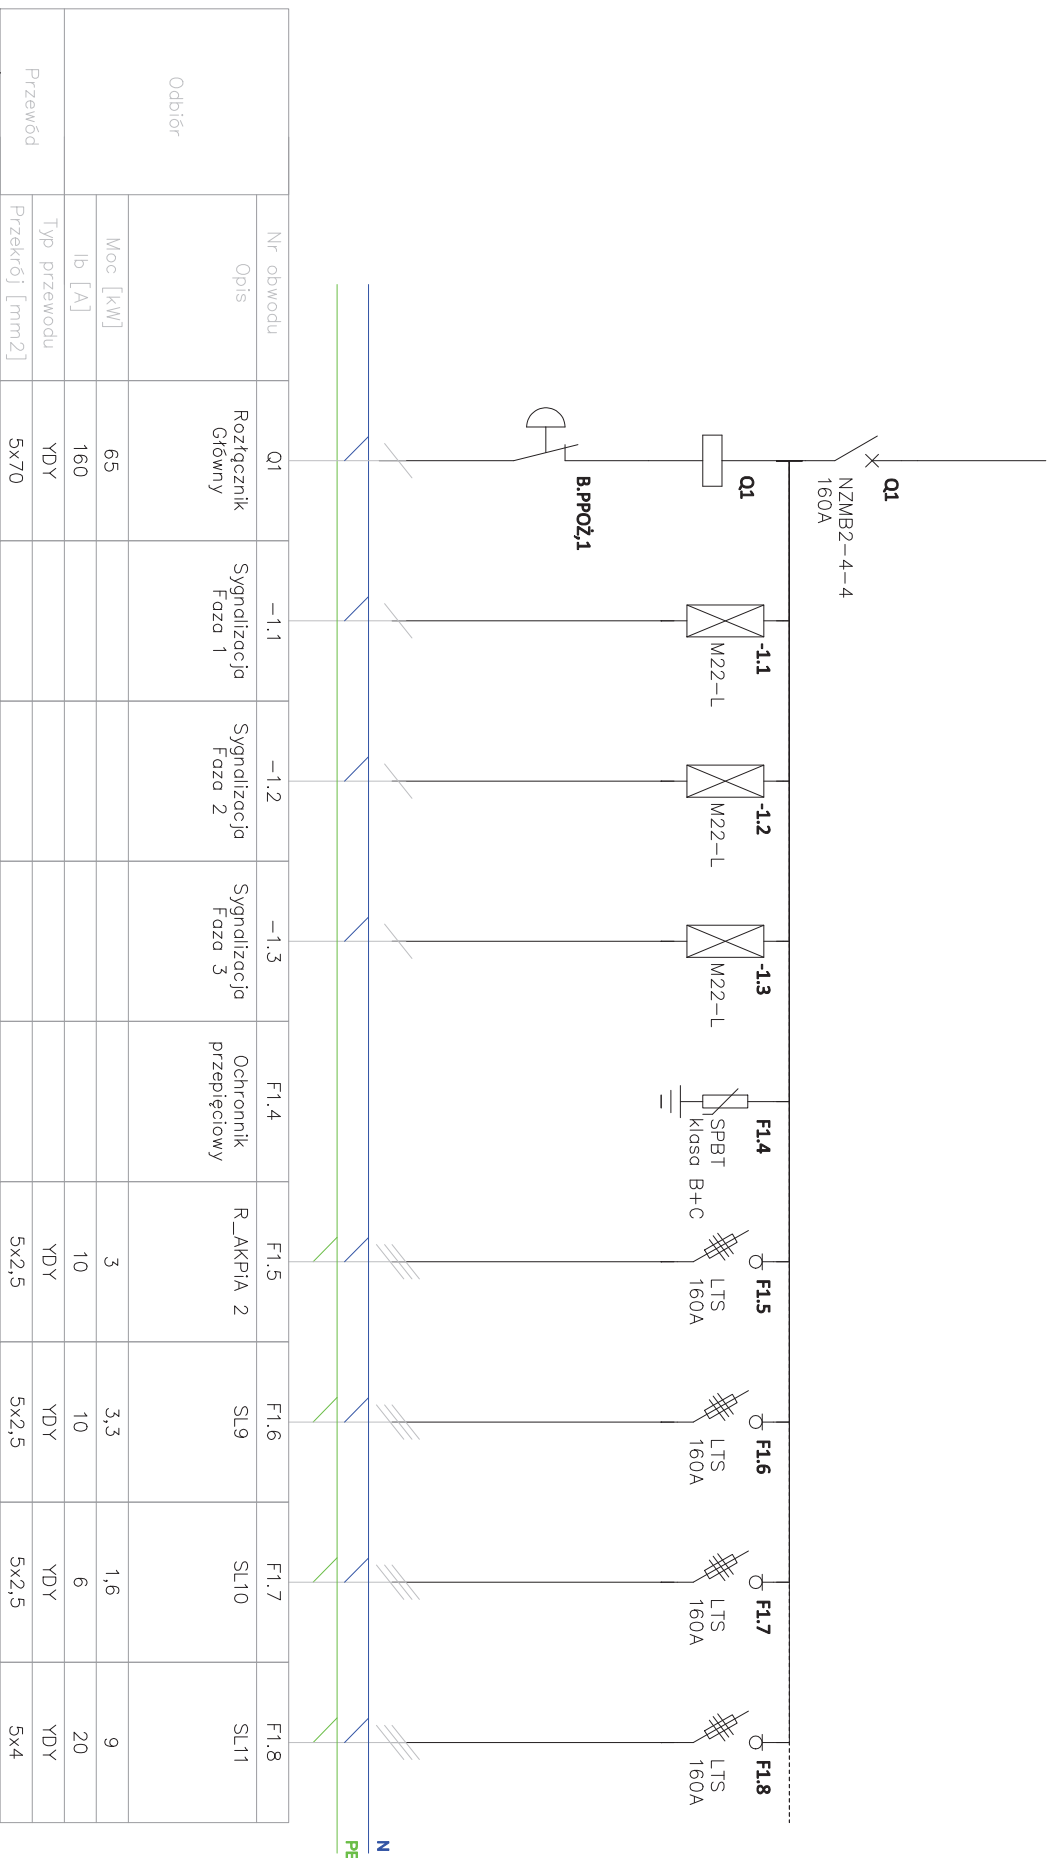 Q1
NZMB2-4-4
160A
Q1
B.PPOŻ,1
-1.1
M22-L
-1.2
M22-L
-1.3
M22-L
F1.4
SPBT
klasa B+C
F1.5
LTS
160A
F1.6
LTS
160A
F1.7
LTS
160A
F1.8
LTS
160A
N
PE
Odbiór
Nr obwodu
Q1
-1.1
-1.2
-1.3
F1.4
F1.5
F1.6
F1.7
F1.8
Opis
Rozłącznik
Główny
Sygnalizacja
Faza 1
Sygnalizacja
Faza 2
Sygnalizacja
Faza 3
Ochronnik
przepięciowy
R_AKPiA 2
SL9
SL10
SL11
Moc [kW]
65
3
3,3
1,6
9
Ib [A]
160
10
10
6
20
Przewód
Typ przewodu
YDY
YDY
YDY
YDY
YDY
Przekrój [mm2]
5x70
5x2,5
5x2,5
5x2,5
5x4